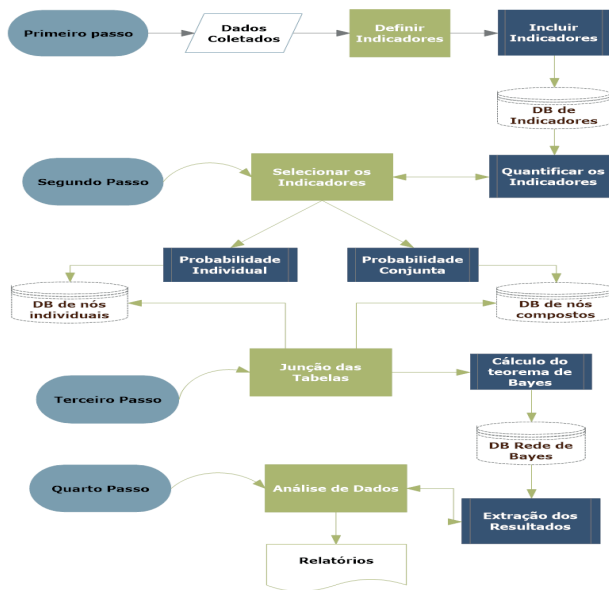 Primeiro passo
Dados
Coletados
Definir
Indicadores
Incluir
Indicadores
DB de
Indicadores
Segundo Passo
Selecionar os
Indicadores
Quantificar os
Indicadores
Probabilidade
Individual
Probabilidade
Conjunta
DB de nós
individuais
DB de nós
compostos
Terceiro Passo
Junção das
Tabelas
Cálculo do
teorema de
Bayes
DB Rede de
Bayes
Quarto Passo
Análise de Dados
Extração dos
Resultados
Relatórios